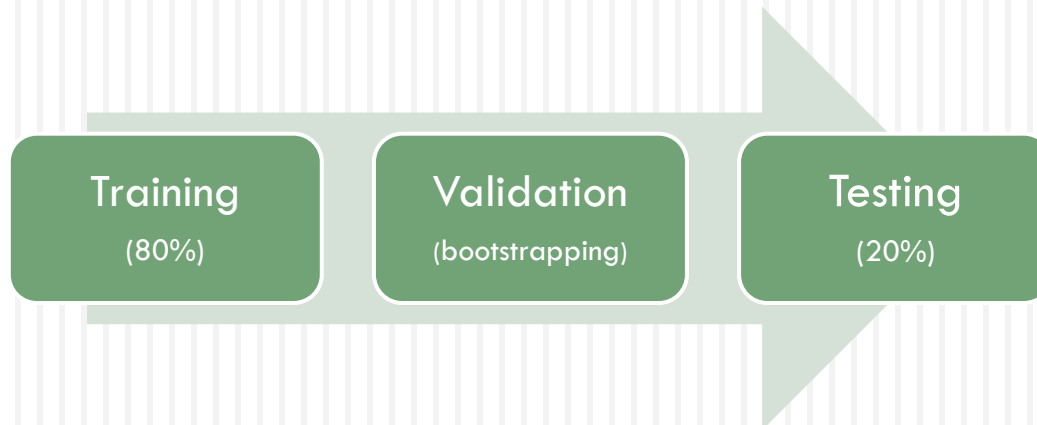 Training
(80%)
Validation
(bootstrapping)
Testing
(20%)